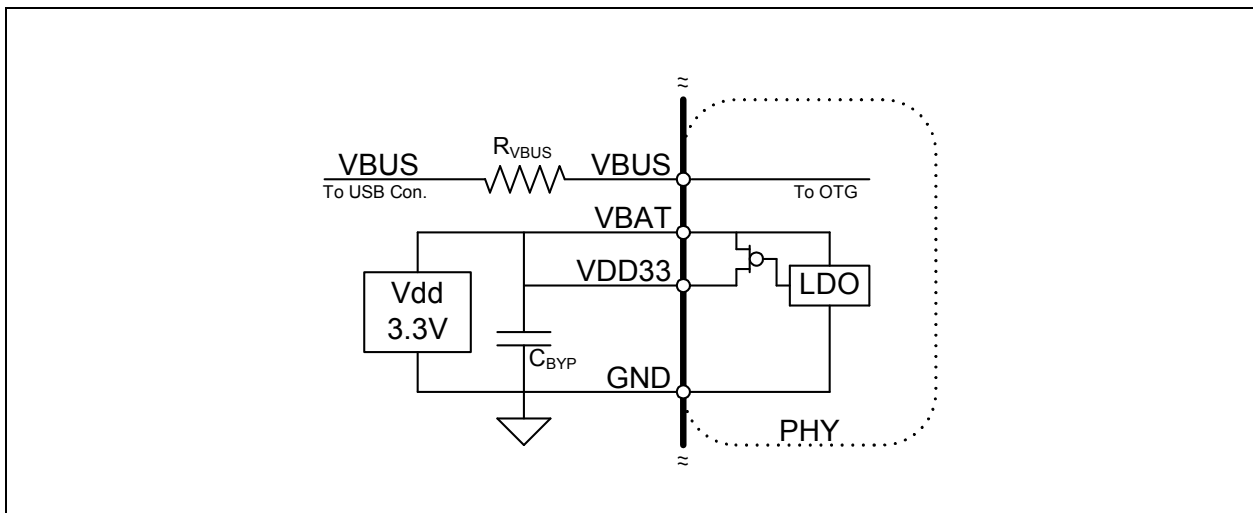 R_VBUS
VBUS
VBUS
To USB Con.
To OTG
VBAT
VDD33
LDO
Vdd
3.3V
C_BYP
GND
PHY